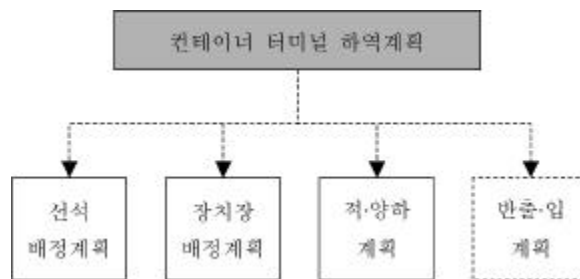 컨테이너 터미널 하역계획
선석
배정계획
장치장
배정계획
적·양하
계획
반출·입
계획